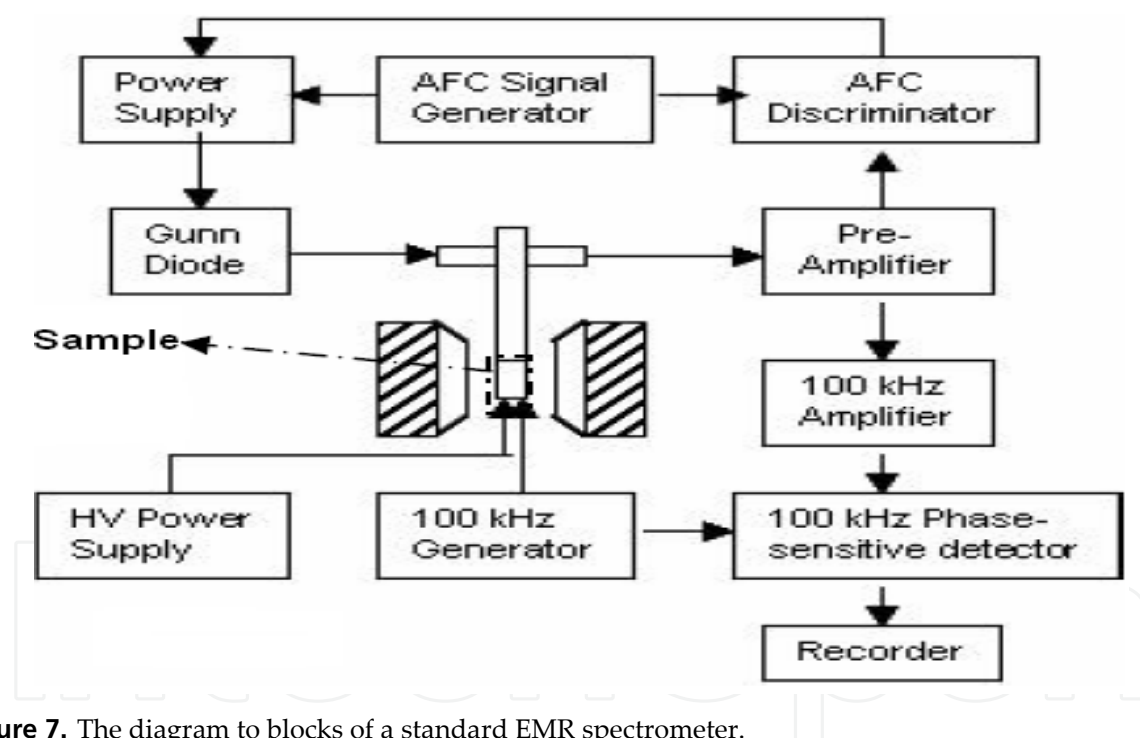 Power
Supply
AFC Signal
Generator
AFC
Discriminator
Gunn
Diode
Pre-
Amplifier
Sample
100 kHz
Amplifier
HV Power
Supply
100 kHz
Generator
100 kHz Phase-
sensitive detector
Recorder
ure 7. The diagram to blocks of a standard EMR spectrometer.